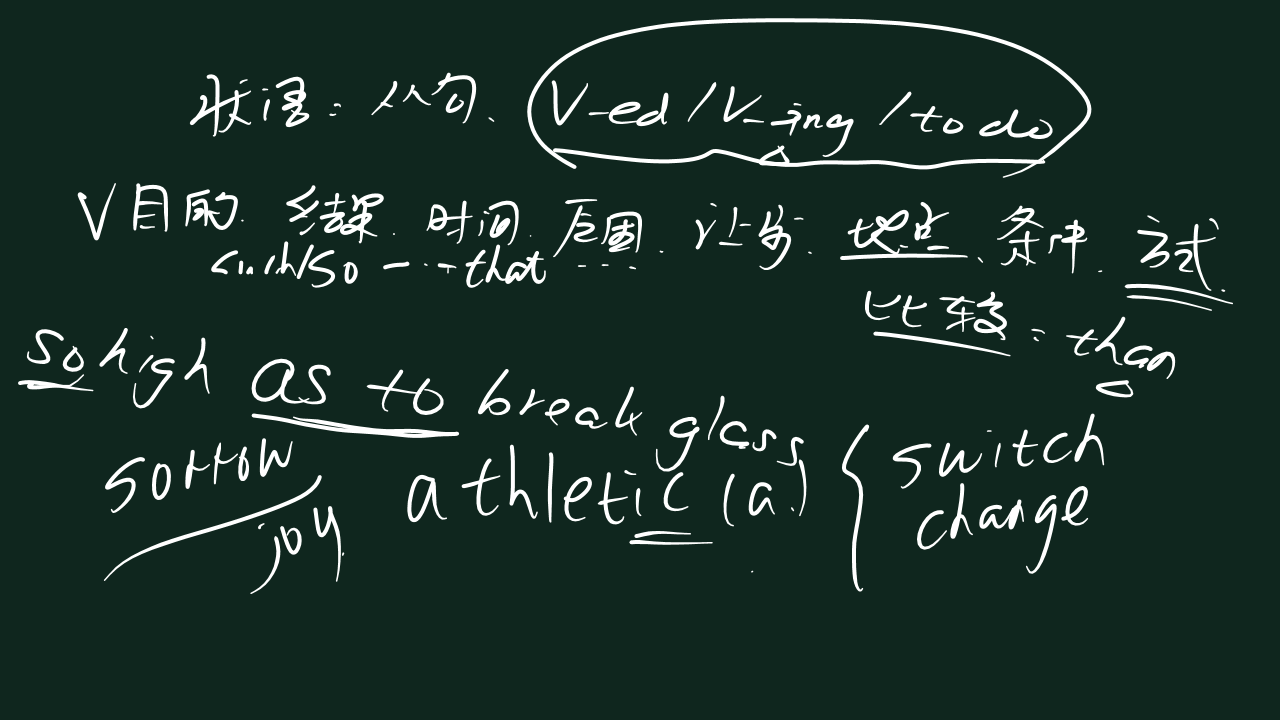 状语：从句、V-ed / V-ing / to do
V目的、结果、时间、原因、让步、地点、条件、方式
such/so ---- that ....
比较：than
so high as to break glass
sorrow athletic (a.) { switch
joy change